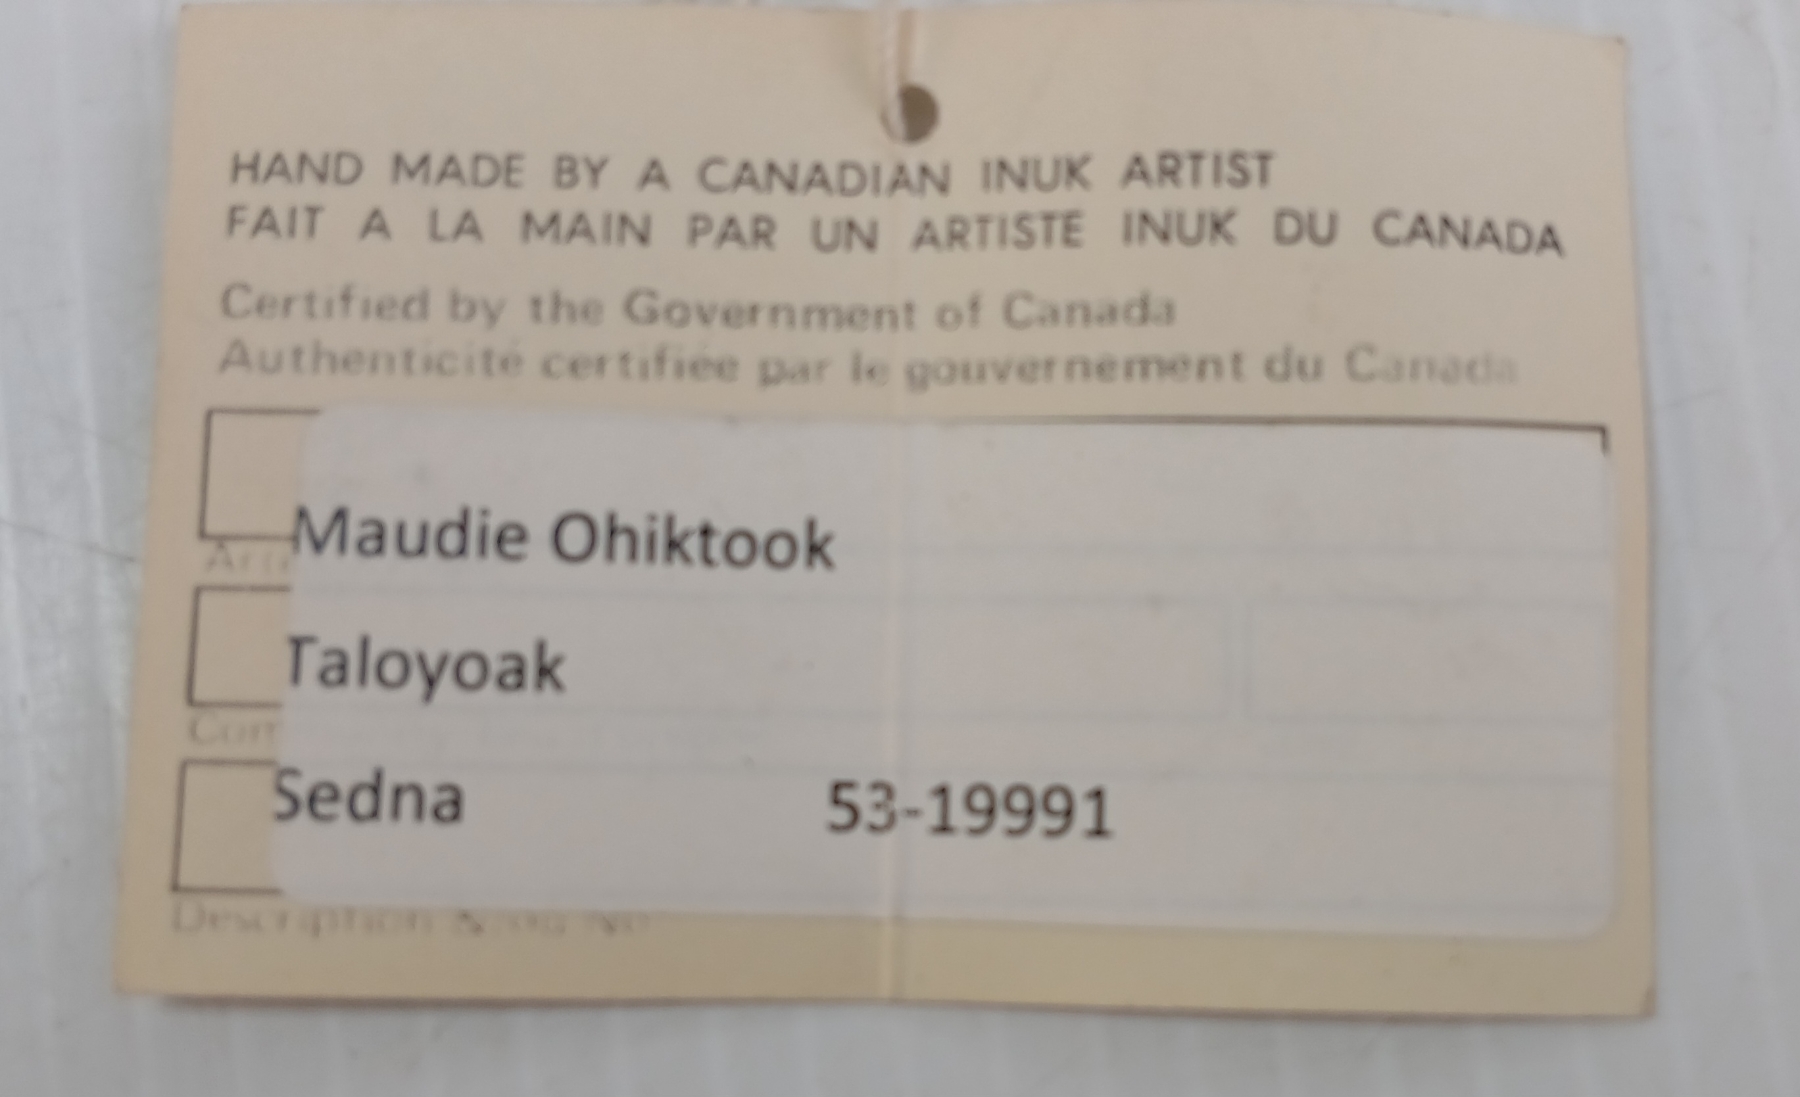 HAND MADE BY A CANADIAN INUK ARTIST
FAIT A LA MAIN PAR UN ARTISTE INUK DU CANADA
Certified by the Government of Canada
Authenticité certifiée par le gouvernement du Canada
Maudie Ohiktook
Taloyoak
Sedna 53-19991
Description